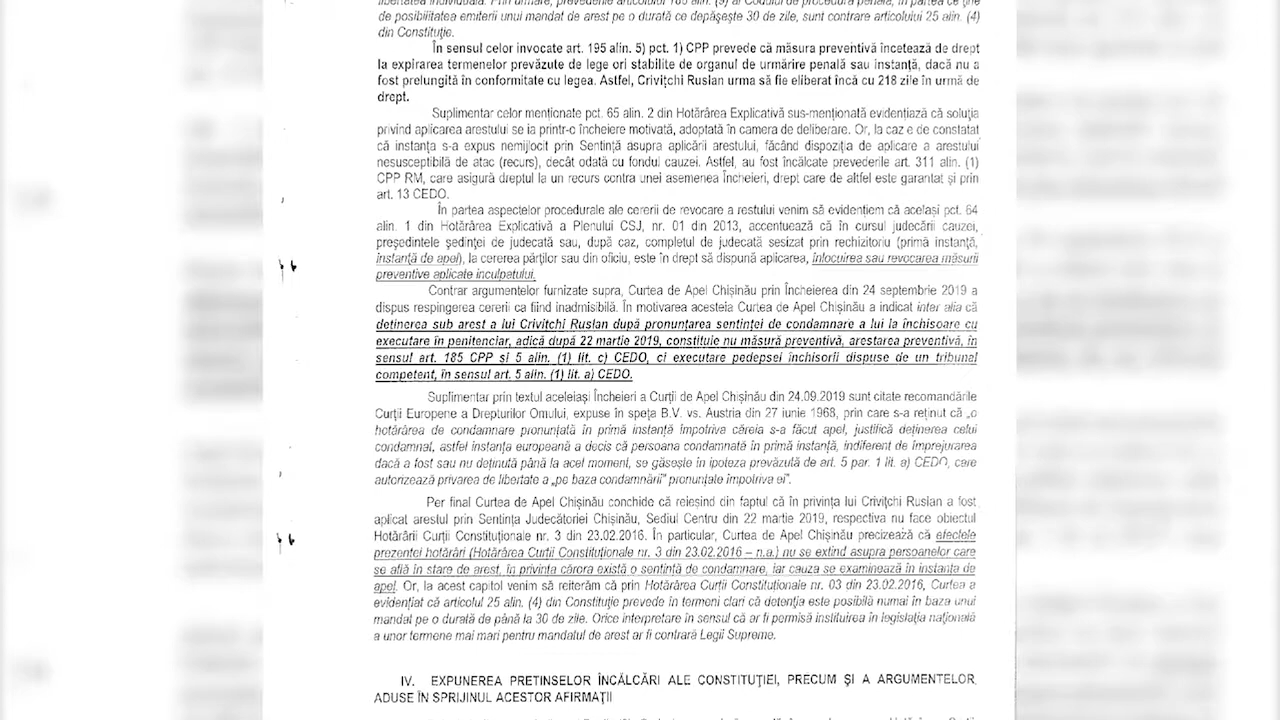 libertatea individuală. Prin urmare, prevederile articolului 185 alin. (3) al Codului de procedură penală, în partea ce ține
de posibilitatea emiterii unui mandat de arest pe o durată ce depășește 30 de zile, sunt contrare articolului 25 alin. (4)
din Constituție.
În sensul celor invocate art. 195 alin. 5) pct. 1) CPP prevede că măsura preventivă încetează de drept
la expirarea termenelor prevăzute de lege ori stabilite de organul de urmărire penală sau instanță, dacă nu a
fost prelungită în conformitate cu legea. Astfel, Crivițchi Ruslan urma să fie eliberat încă cu 218 zile în urmă de
drept.
Suplimentar celor menționate pct. 65 alin. 2 din Hotărârea Explicativă sus-menționată evidențiază că soluția
privind aplicarea arestului se ia printr-o încheiere motivată, adoptată în camera de deliberare. Or, la caz e de constatat
că instanța s-a expus nemijlocit prin Sentință asupra aplicării arestului, făcând dispoziția de aplicare a arestului
nesusceptibilă de atac (recurs), decât odată cu fondul cauzei. Astfel, au fost încălcate prevederile art. 311 alin. (1)
CPP RM, care asigură dreptul la un recurs contra unei asemenea Încheieri, drept care de altfel este garantat și prin
art. 13 CEDO.
În partea aspectelor procedurale ale cererii de revocare a restului venim să evidențiem că același pct. 64
alin. 1 din Hotărârea Explicativă a Plenului CSJ, nr. 01 din 2013, accentuează că în cursul judecării cauzei,
președintele ședinței de judecată sau, după caz, completul de judecată sesizat prin rechizitoriu (prima instanță,
instanță de apel), la cererea părților sau din oficiu, este în drept să dispună aplicarea, înlocuirea sau revocarea măsurii
preventive aplicate inculpatului.
Contrar argumentelor furnizate supra, Curtea de Apel Chișinău prin Încheierea din 24 septembrie 2019 a
dispus respingerea cererii ca fiind inadmisibilă. În motivarea acesteia Curtea de Apel Chișinău a indicat inter alia că
deținerea sub arest a lui Crivițchi Ruslan după pronunțarea sentinței de condamnare a lui la închisoare cu
executare în penitenciar, adică după 22 martie 2019, constituie nu măsură preventivă, arestarea preventivă, în
sensul art. 185 CPP și 5 alin. (1) lit. c) CEDO, ci executare pedepsei închisorii dispuse de un tribunal
competent, în sensul art. 5 alin. (1) lit. a) CEDO.
Suplimentar prin textul aceleiași Încheieri a Curții de Apel Chișinău din 24.09.2019 sunt citate recomandările
Curții Europene a Drepturilor Omului, expuse în speța B.V. vs. Austria din 27 iunie 1968, prin care s-a reținut că „o
hotărârea de condamnare pronunțată în primă instanță împotriva căreia s-a făcut apel, justifică deținerea celui
condamnat, astfel instanța europeană a decis că persoana condamnată în primă instanță, indiferent de împrejurarea
dacă a fost sau nu deținută până la acel moment, se găsește în ipoteza prevăzută de art. 5 par. 1 lit. a) CEDO, care
autorizează privarea de libertate a „pe baza condamnării” pronunțate împotriva ei”.
Per final Curtea de Apel Chișinău conchide că reieșind din faptul că în privința lui Crivițchi Ruslan a fost
aplicat arestul prin Sentința Judecătoriei Chișinău, Sediul Centru din 22 martie 2019, respectiva nu face obiectul
Hotărârii Curții Constituționale nr. 3 din 23.02.2016. În particular, Curtea de Apel Chișinău precizează că efectele
prezentei hotărâri (Hotărârea Curții Constituționale nr. 3 din 23.02.2016 – n.a.) nu se extind asupra persoanelor care
se află în stare de arest, în privința cărora există o sentință de condamnare, iar cauza se examinează în instanța de
apel. Or, la acest capitol venim să reiterăm că prin Hotărârea Curții Constituționale nr. 03 din 23.02.2016, Curtea a
evidențiat că articolul 25 alin. (4) din Constituție prevede în termeni clari că detenția este posibilă numai în baza unui
mandat pe o durată de până la 30 de zile. Orice interpretare în sensul că ar fi permisă instituirea în legislația națională
a unor termene mai mari pentru mandatul de arest ar fi contrară Legii Supreme.
IV. EXPUNEREA PRETINSELOR ÎNCĂLCĂRI ALE CONSTITUȚIEI, PRECUM ȘI A ARGUMENTELOR
ADUSE ÎN SPRIJINUL ACESTOR AFIRMAȚII